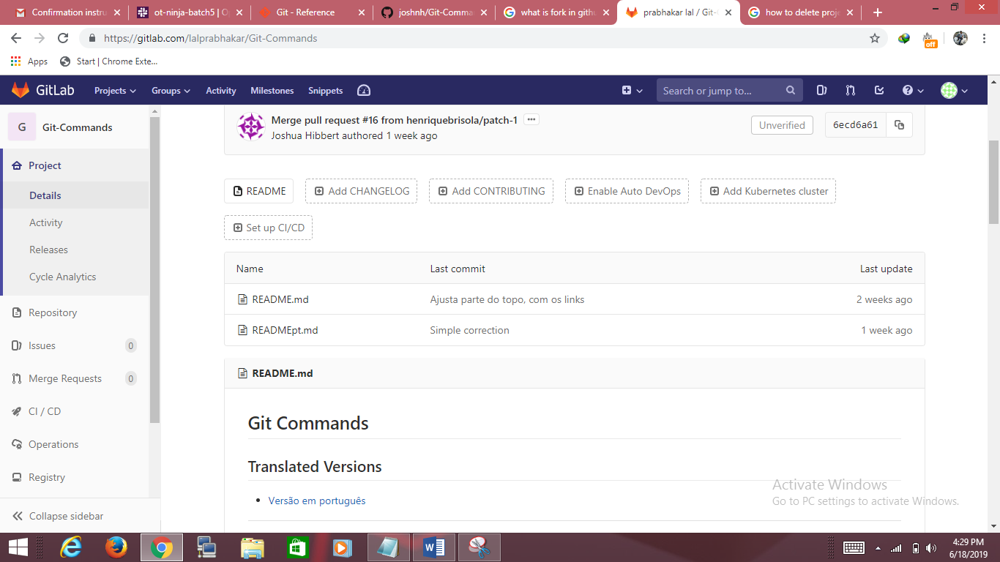 Confirmation instru
ot-ninja-batch5 | O
Git - Reference
joshnh/Git-Comma
what is fork in gith
prabhakar lal / Git-
how to delete proj
https://gitlab.com/lalprabhakar/Git-Commands
off
Apps
Start | Chrome Exte...
GitLab
Projects
Groups
Activity
Milestones
Snippets
Search or jump to...
G
Git-Commands
Project
Details
Activity
Releases
Cycle Analytics
Repository
Issues
0
Merge Requests
0
CI / CD
Operations
Registry
Collapse sidebar
Merge pull request #16 from henriquebrisola/patch-1
Joshua Hibbert authored 1 week ago
Unverified
6ecd6a61
README
Add CHANGELOG
Add CONTRIBUTING
Enable Auto DevOps
Add Kubernetes cluster
Set up CI/CD
Name Last commit Last update
README.md Ajusta parte do topo, com os links 2 weeks ago
READMEpt.md Simple correction 1 week ago
README.md
Git Commands
Translated Versions
Versão em português
Activate Windows
Go to PC settings to activate Windows.
4:29 PM
6/18/2019